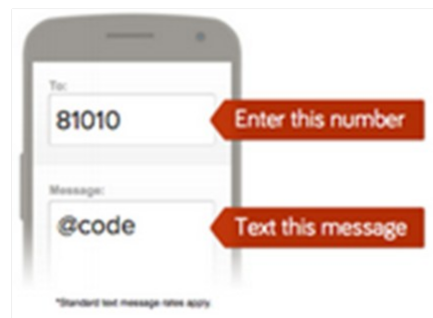 To:
81010
Enter this number
Message:
@code
Text this message
*Standard text message rates apply.